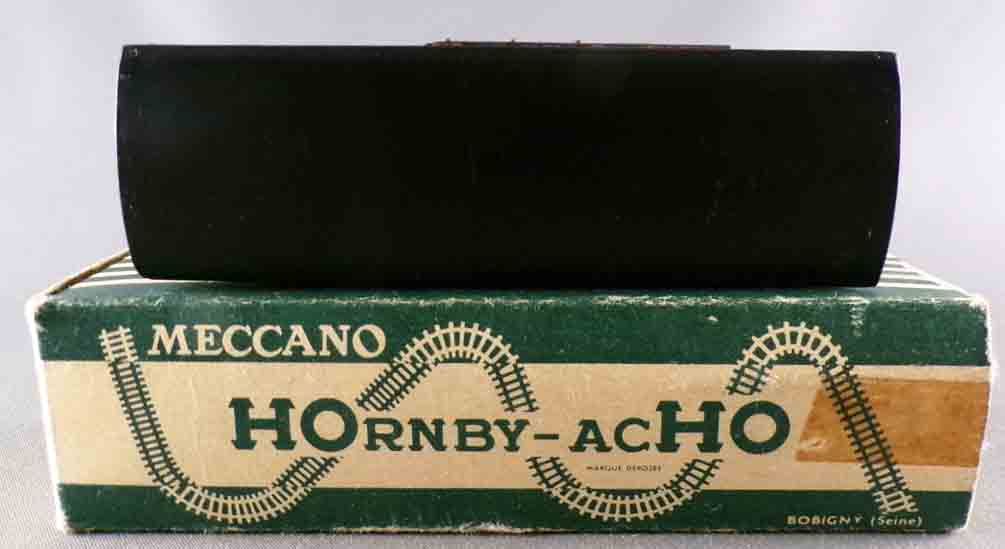 MECCANO
HORNBY-ACHO
MARQUE DÉPOSÉE
BOBIGNY (Seine)